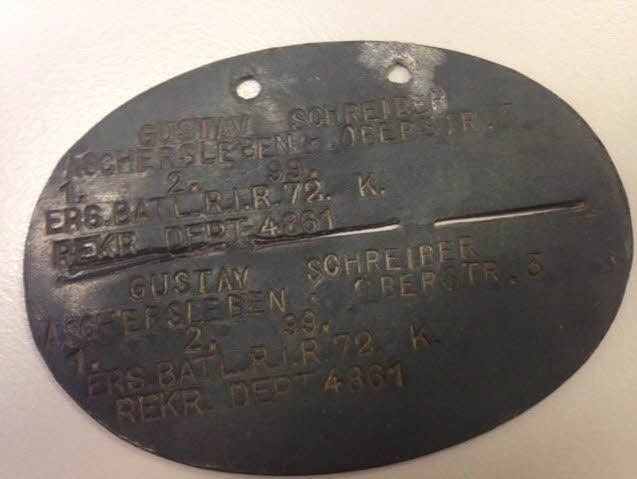 GUSTAV SCHREIBER
ASCHERSLEBEN. OBERSTR. 3
1. 2. 99.
ERS. BATL. R.I.R. 72. K.
REKR. DEPT 4861
GUSTAV SCHREIBER
ASCHERSLEBEN. OBERSTR. 3
1. 2. 99.
ERS. BATL. R.I.R. 72. K.
REKR. DEPT 4861